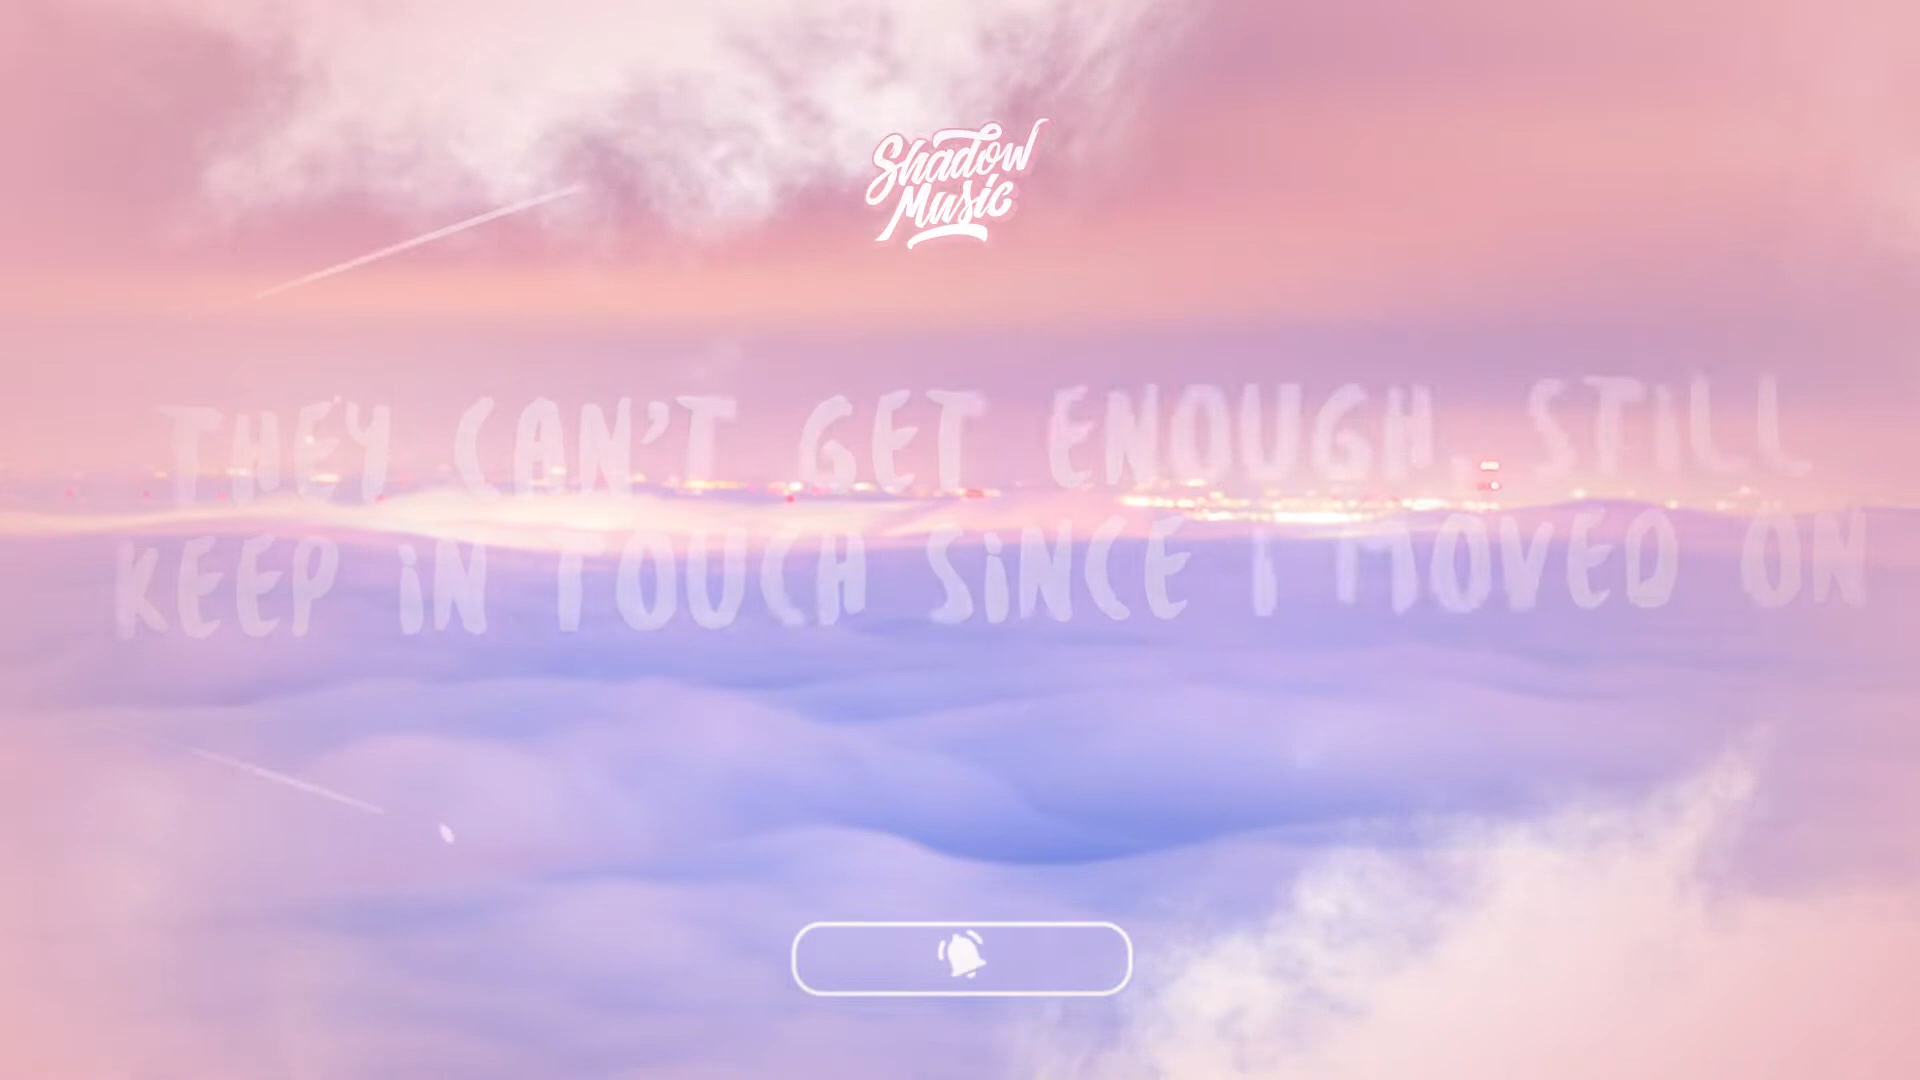 Shadow
Music
THEY CAN'T GET ENOUGH, STILL
KEEP iN TOUCH SiNCE I MOVED ON